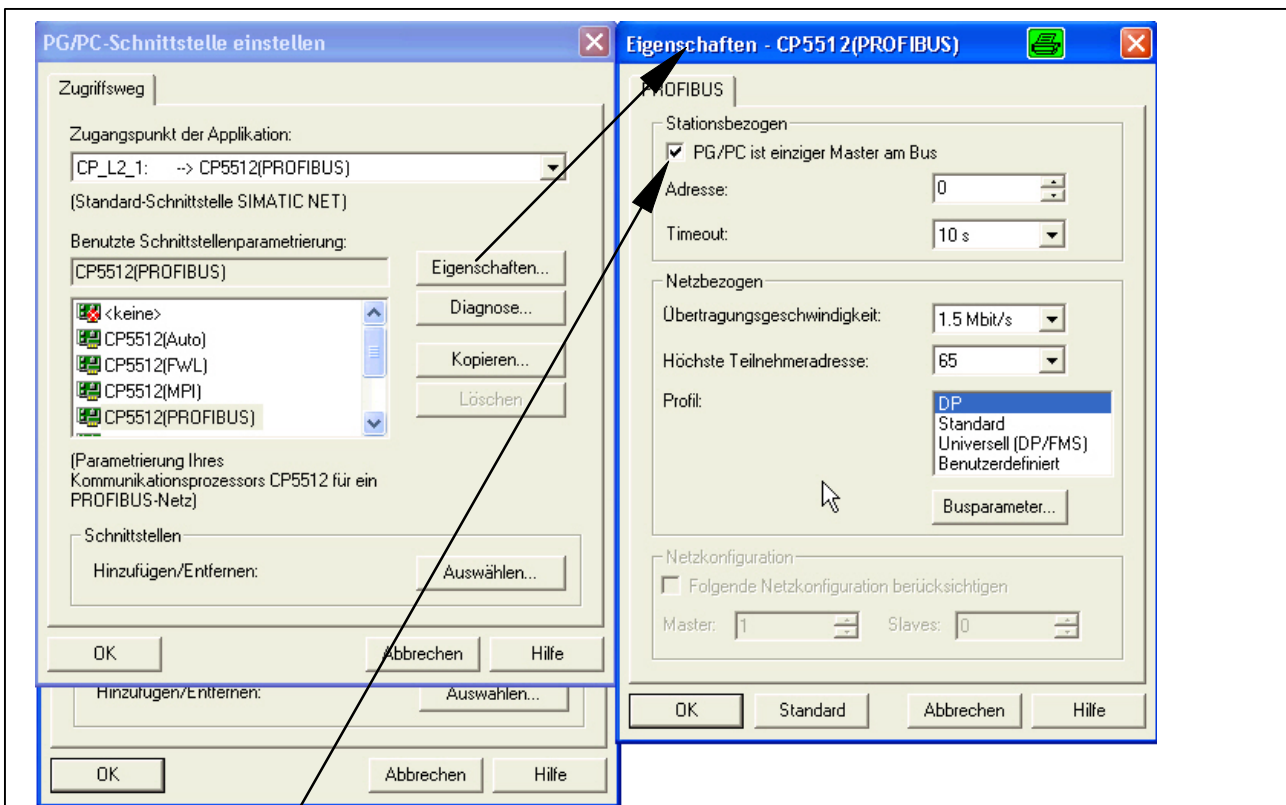 PG/PC-Schnittstelle einstellen
Zugriffsweg
Zugangspunkt der Applikation:
CP_L2_1: --> CP5512(PROFIBUS)
(Standard-Schnittstelle SIMATIC NET)
Benutzte Schnittstellenparametrierung:
CP5512(PROFIBUS)
<keine>
CP5512(Auto)
CP5512(FWL)
CP5512(MPI)
CP5512(PROFIBUS)
Eigenschaften...
Diagnose...
Kopieren...
Löschen
(Parametrierung Ihres
Kommunikationsprozessors CP5512 für ein
PROFIBUS-Netz)
Schnittstellen
Hinzufügen/Entfernen: Auswählen...
OK Abbrechen Hilfe
Hinzufügen/Entfernen: Auswählen...
OK Abbrechen Hilfe
Eigenschaften - CP5512(PROFIBUS)
PROFIBUS
Stationsbezogen
PG/PC ist einziger Master am Bus
Adresse: 0
Timeout: 10 s
Netzbezogen
Übertragungsgeschwindigkeit: 1.5 Mbit/s
Höchste Teilnehmeradresse: 65
Profil: DP
Standard
Universell (DP/FMS)
Benutzerdefiniert
Busparameter...
Netzkonfiguration
Folgende Netzkonfiguration berücksichtigen
Master: 1 Slaves: 0
OK Standard Abbrechen Hilfe